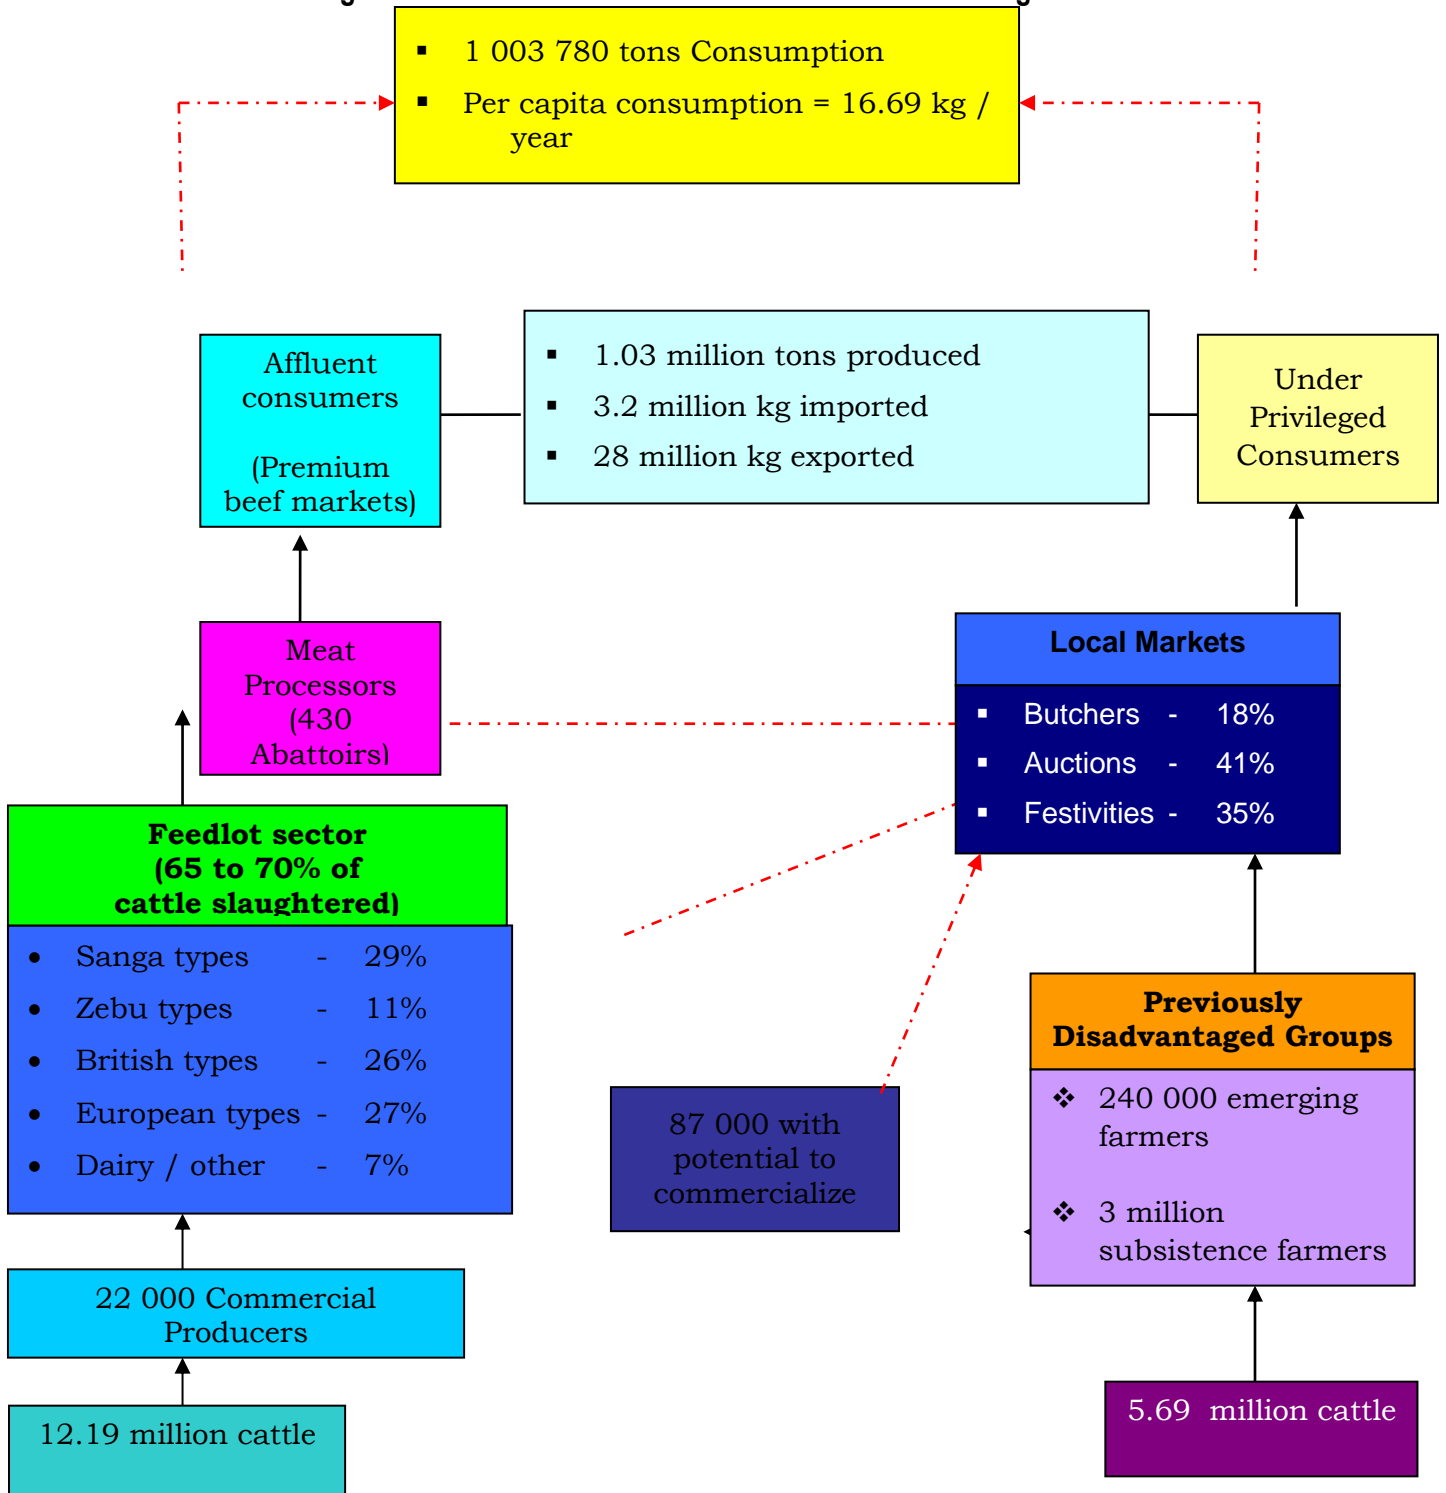 ▪ 1 003 780 tons Consumption
▪ Per capita consumption = 16.69 kg /
year
Affluent
consumers
(Premium
beef markets)
▪ 1.03 million tons produced
▪ 3.2 million kg imported
▪ 28 million kg exported
Under
Privileged
Consumers
Meat
Processors
(430
Abattoirs)
Local Markets
▪ Butchers - 18%
▪ Auctions - 41%
▪ Festivities - 35%
Feedlot sector
(65 to 70% of
cattle slaughtered)
• Sanga types - 29%
• Zebu types - 11%
• British types - 26%
• European types - 27%
• Dairy / other - 7%
Previously
Disadvantaged Groups
❖ 240 000 emerging
farmers
❖ 3 million
subsistence farmers
87 000 with
potential to
commercialize
22 000 Commercial
Producers
12.19 million cattle
5.69 million cattle